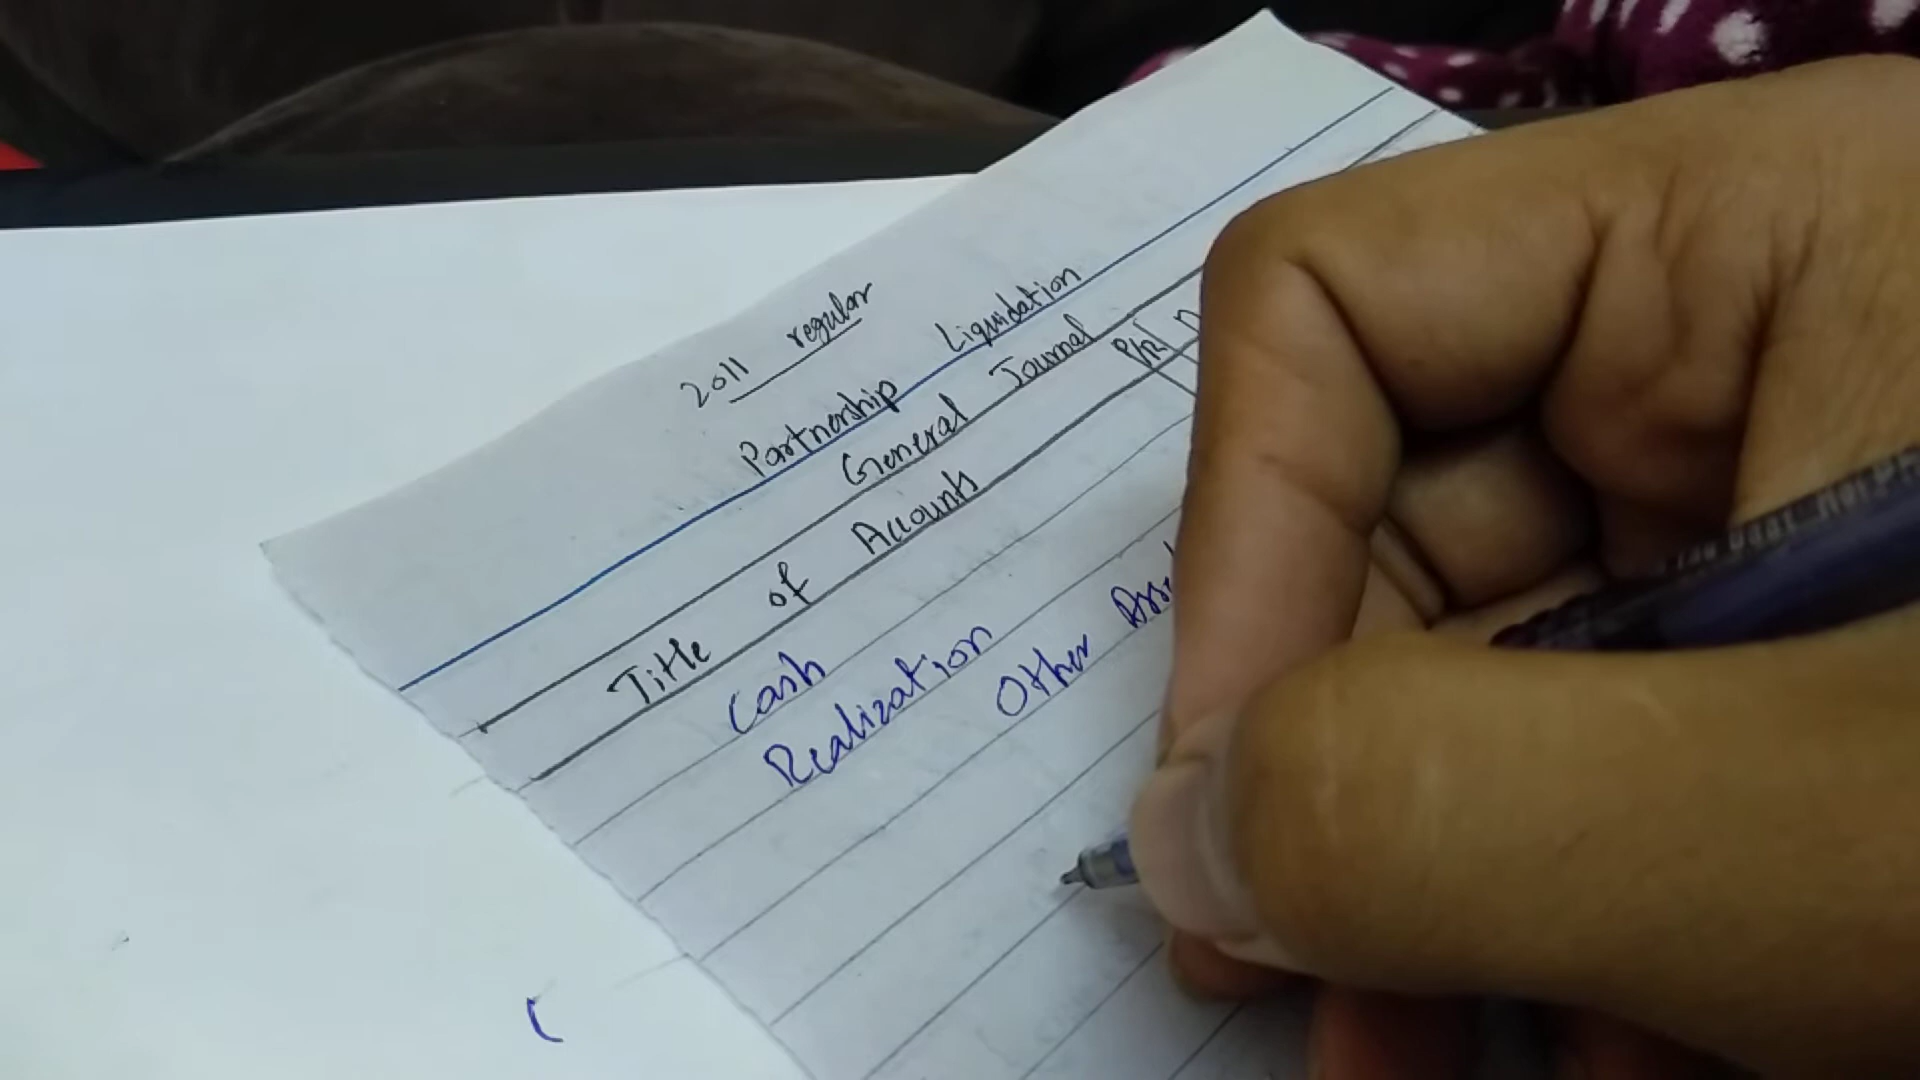 2011 regular
Partnership Liquidation
General Journal
Title of Accounts P/R
Cash
Realization
Other